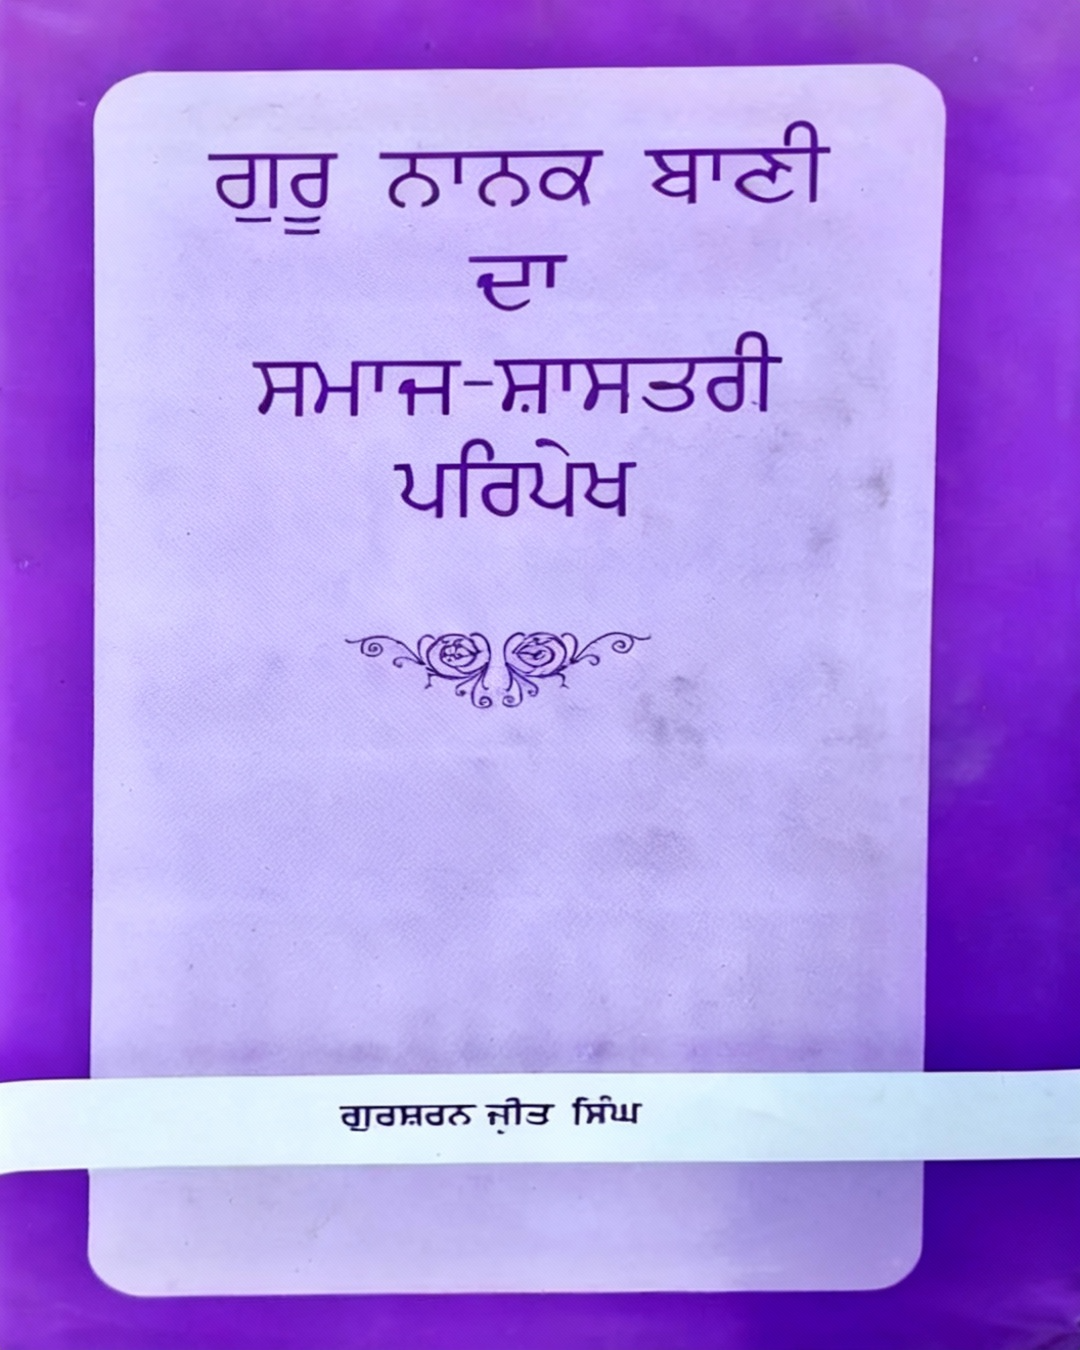 ਗੁਰੂ ਨਾਨਕ ਬਾਣੀ
ਦਾ
ਸਮਾਜ-ਸ਼ਾਸਤਰੀ
ਪਰਿਪੇਖ
ਗੁਰਸ਼ਰਨ ਜੀਤ ਸਿੰਘ